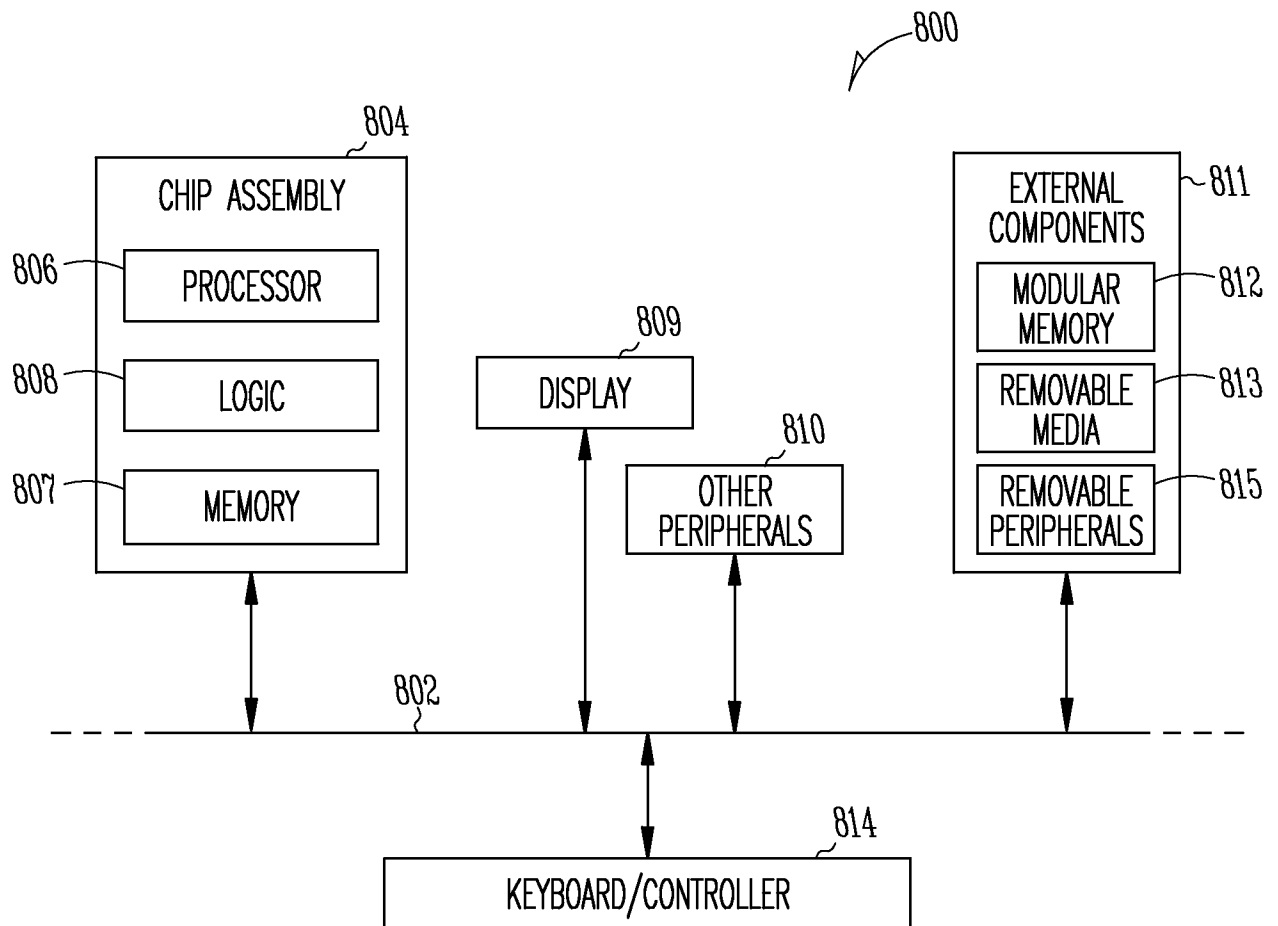 800
804
CHIP ASSEMBLY
806
PROCESSOR
808
LOGIC
807
MEMORY
809
DISPLAY
810
OTHER
PERIPHERALS
811
EXTERNAL
COMPONENTS
812
MODULAR
MEMORY
813
REMOVABLE
MEDIA
815
REMOVABLE
PERIPHERALS
802
814
KEYBOARD/CONTROLLER